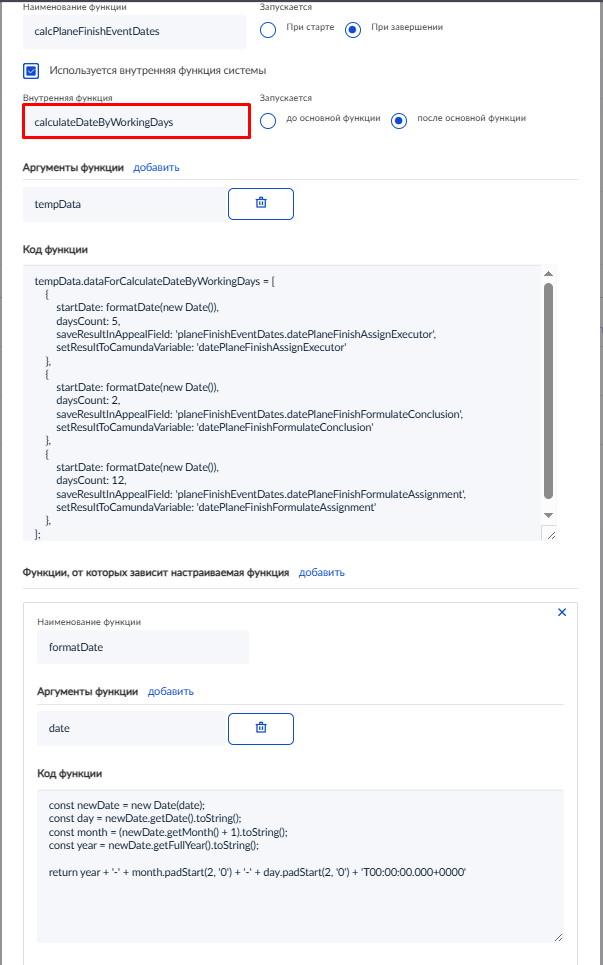 Наименование функции
Запускается
calcPlaneFinishEventDates
При старте
При завершении
Используется внутренняя функция системы
Внутренняя функция
Запускается
calculateDateByWorkingDays
до основной функции
после основной функции
Аргументы функции добавить
tempData
Код функции
tempData.dataForCalculateDateByWorkingDays = [
{
startDate: formatDate(new Date()),
daysCount: 5,
saveResultInAppealField: 'planeFinishEventDates.datePlaneFinishAssignExecutor',
setResultToCamundaVariable: 'datePlaneFinishAssignExecutor'
},
{
startDate: formatDate(new Date()),
daysCount: 2,
saveResultInAppealField: 'planeFinishEventDates.datePlaneFinishFormulateConclusion',
setResultToCamundaVariable: 'datePlaneFinishFormulateConclusion'
},
{
startDate: formatDate(new Date()),
daysCount: 12,
saveResultInAppealField: 'planeFinishEventDates.datePlaneFinishFormulateAssignment',
setResultToCamundaVariable: 'datePlaneFinishFormulateAssignment'
},
];
Функции, от которых зависит настраиваемая функция добавить
Наименование функции
formatDate
Аргументы функции добавить
date
Код функции
const newDate = new Date(date);
const day = newDate.getDate().toString();
const month = (newDate.getMonth() + 1).toString();
const year = newDate.getFullYear().toString();
return year + '-' + month.padStart(2, '0') + '-' + day.padStart(2, '0') + 'T00:00:00.000+0000'